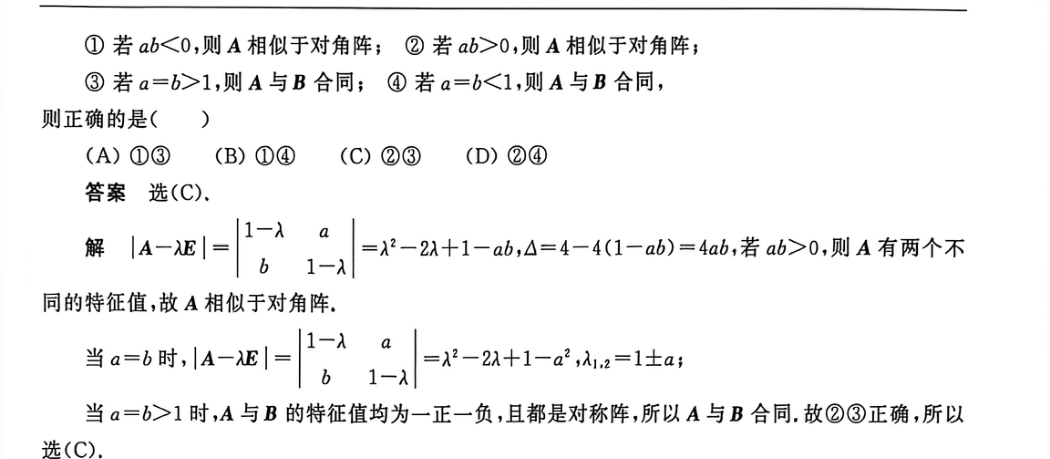 ① 若 ab<0,则 A 相似于对角阵; ② 若 ab>0,则 A 相似于对角阵;
③ 若 a=b>1,则 A 与 B 合同; ④ 若 a=b<1,则 A 与 B 合同,
则正确的是( )
(A) ①③ (B) ①④ (C) ②③ (D) ②④
答案 选(C).
解 |A-λE|=|1-λ a b 1-λ|=λ²-2λ+1-ab,Δ=4-4(1-ab)=4ab,若 ab>0,则 A 有两个不
同的特征值,故 A 相似于对角阵.
当 a=b 时,|A-λE|=|1-λ a b 1-λ|=λ²-2λ+1-a²,λ₁,₂=1±a;
当 a=b>1 时,A 与 B 的特征值均为一正一负,且都是对称阵,所以 A 与 B 合同.故②③正确,所以
选(C).